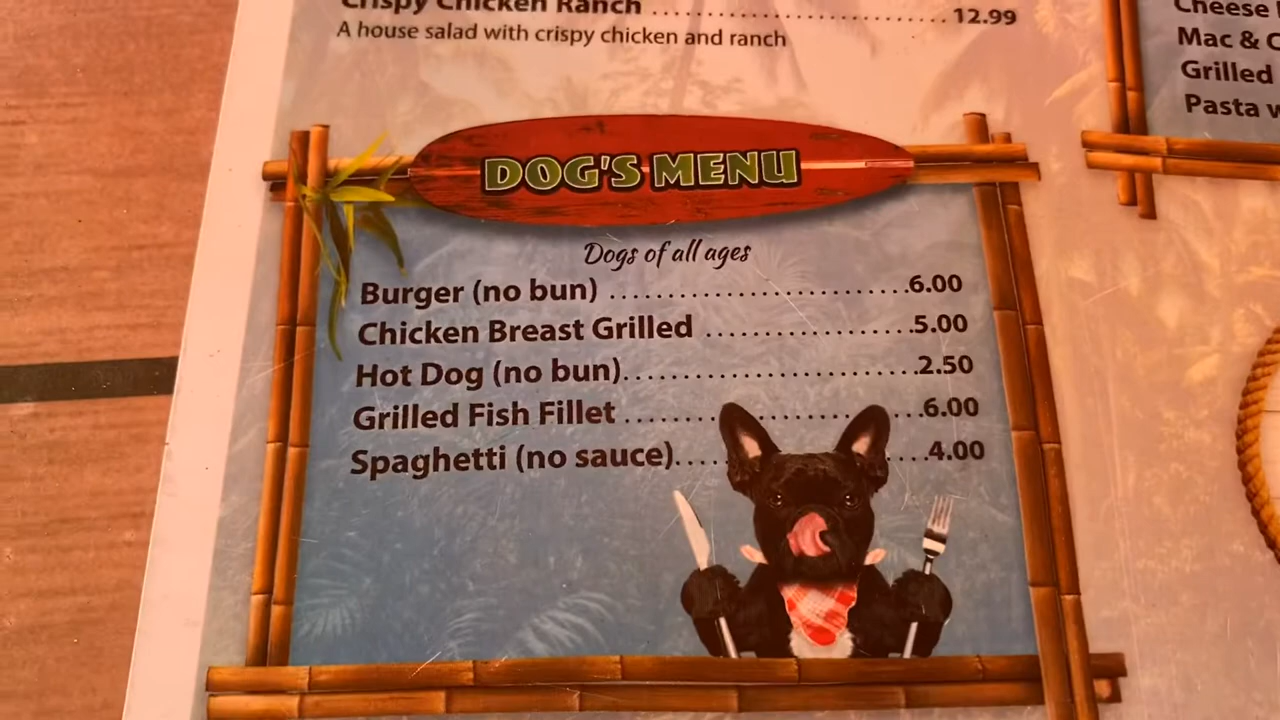 Crispy Chicken Ranch ............................ 12.99
A house salad with crispy chicken and ranch
Cheese
Mac &
Grilled
Pasta
DOG'S MENU
Dogs of all ages
Burger (no bun) ............................ 6.00
Chicken Breast Grilled ................... 5.00
Hot Dog (no bun)........................... 2.50
Grilled Fish Fillet ............................ 6.00
Spaghetti (no sauce)......... 4.00